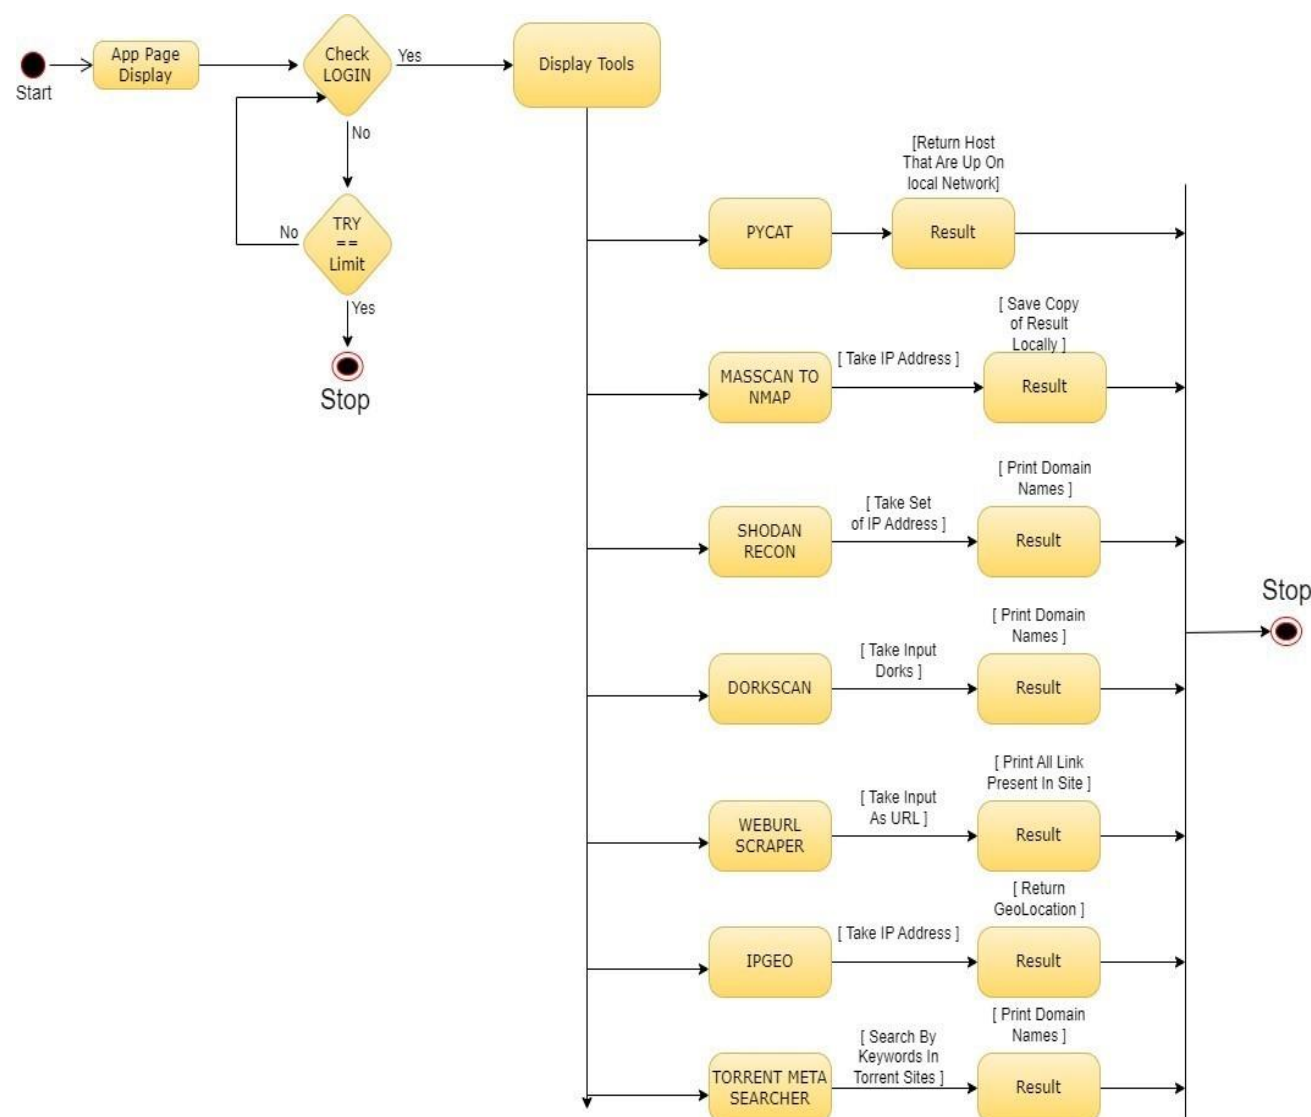 App Page
Display
Start
Check
LOGIN
Yes
Display Tools
No
TRY
==
Limit
No
Yes
Stop
[Return Host
That Are Up On
local Network]
PYCAT
Result
[ Save Copy
of Result
Locally ]
MASSCAN TO
NMAP
[ Take IP Address ]
Result
[ Print Domain
Names ]
SHODAN
RECON
[ Take Set
of IP Address ]
Result
Stop
[ Print Domain
Names ]
DORKSCAN
[ Take Input
Dorks ]
Result
[ Print All Link
Present In Site ]
WEBURL
SCRAPER
[ Take Input
As URL ]
Result
[ Return
GeoLocation ]
IPGEO
[ Take IP Address ]
Result
[ Print Domain
Names ]
TORRENT META
SEARCHER
[ Search By
Keywords In
Torrent Sites ]
Result